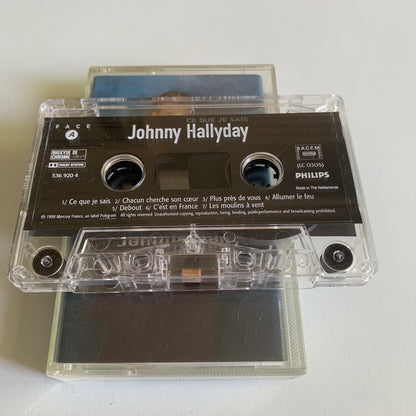 FACE
A
CE QUE JE SAIS
Johnny Hallyday
BIOXYDE DE
CHROME
DOLBY SYSTEM
536 920 4
SACEM
(LC 0305)
PHILIPS
Made in The Netherlands
1/ Ce que je sais 2/ Chacun cherche son cœur 3/ Plus près de vous 4/ Allumer le feu
5/ Debout 6/ C'est en France 7/ Les moulins à vent
℗ 1998 Mercury France, un label Polygram All rights reserved. Unauthorized copying, reproduction, hiring, lending, public performance and broadcasting prohibited.